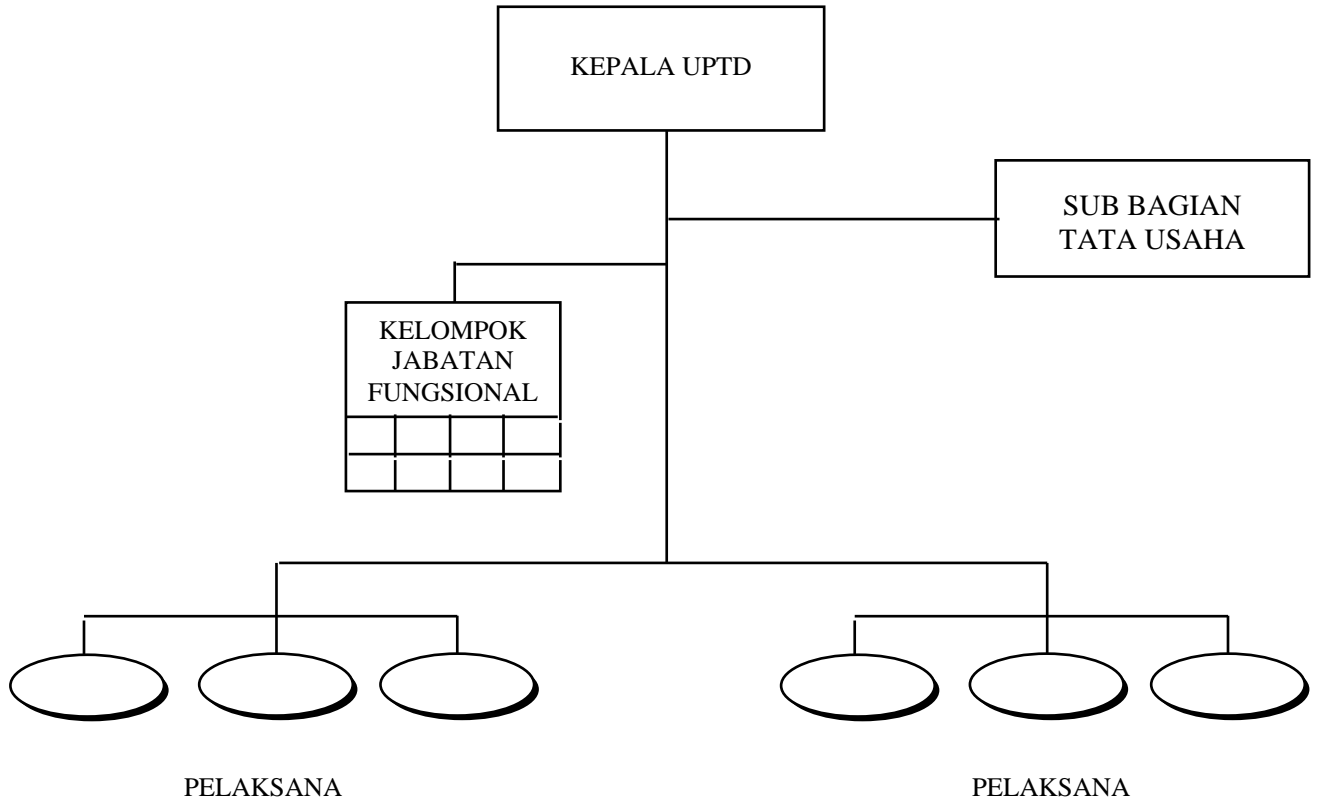 KEPALA UPTD
SUB BAGIAN
TATA USAHA
KELOMPOK
JABATAN
FUNGSIONAL
PELAKSANA
PELAKSANA